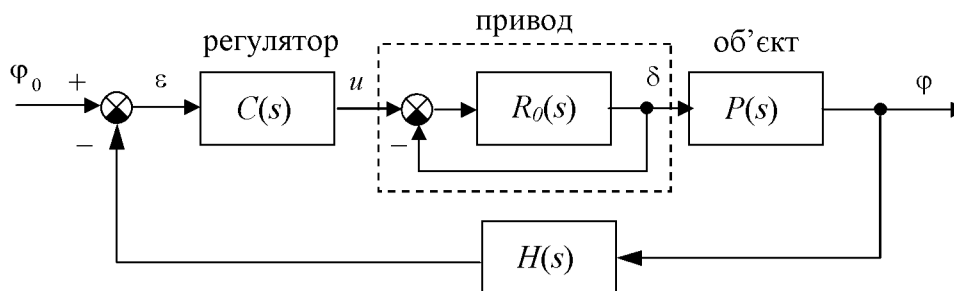 привод
регулятор
об’єкт
φ₀ + ε u δ φ
C(s) R₀(s) P(s)
− −
H(s)